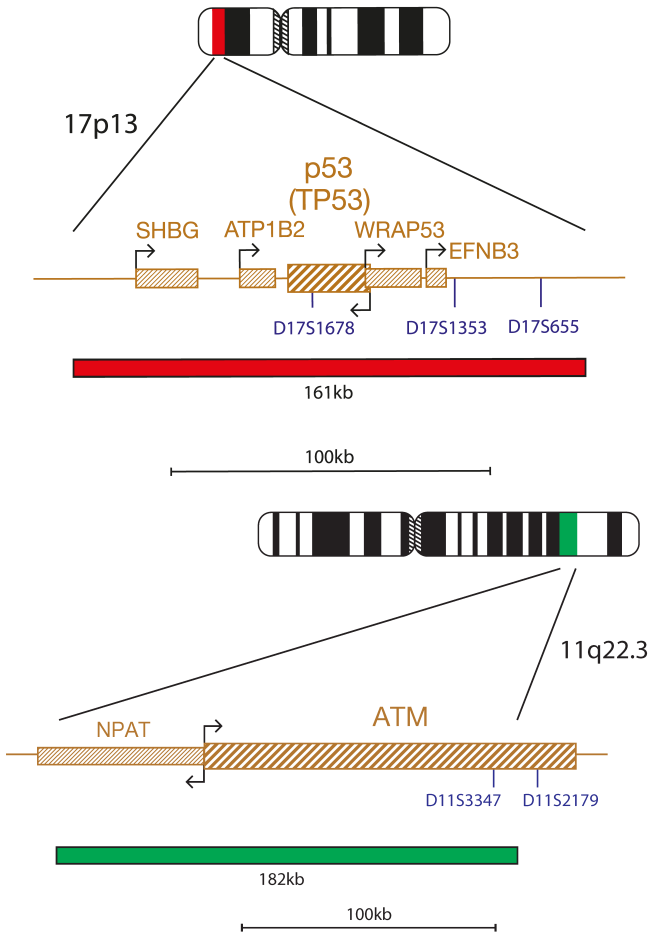 17p13
p53
(TP53)
SHBG
ATP1B2
WRAP53
EFNB3
D17S1678
D17S1353
D17S655
161kb
100kb
11q22.3
NPAT
ATM
D11S3347
D11S2179
182kb
100kb